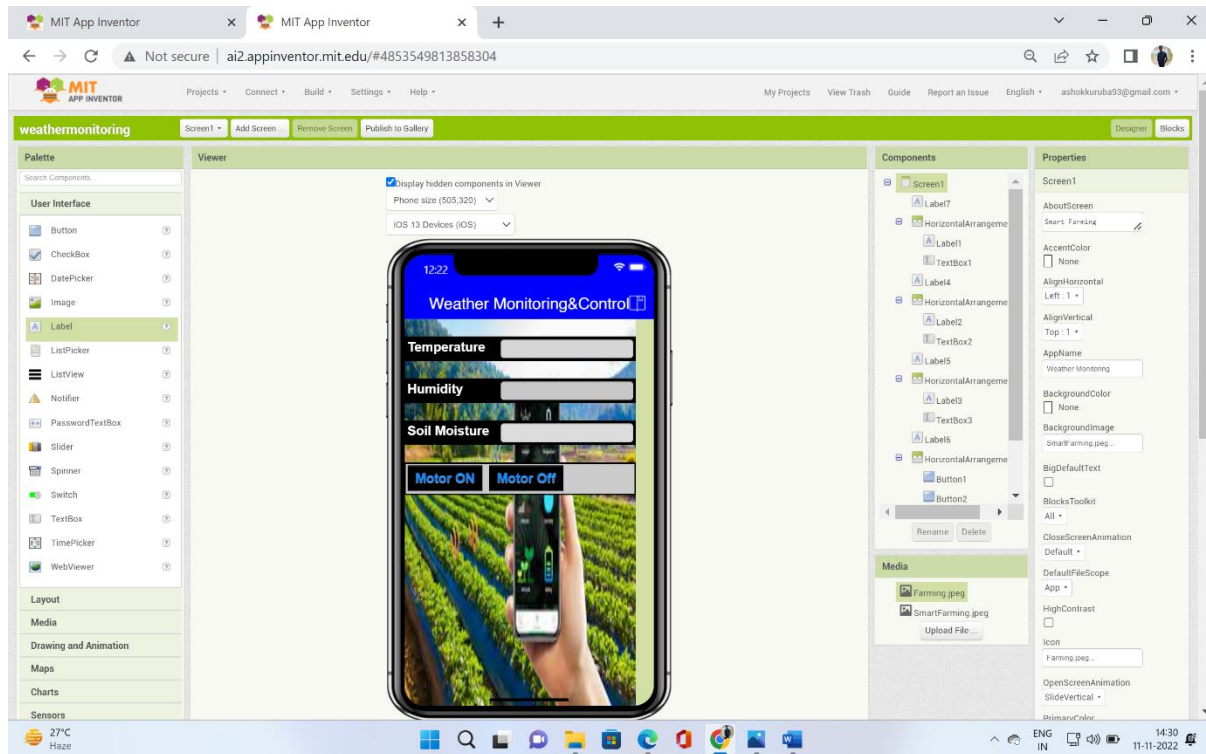 MIT App Inventor
MIT App Inventor
Not secure | ai2.appinventor.mit.edu/#4853549813858304
MIT
APP INVENTOR
Projects Connect Build Settings Help
My Projects View Trash Guide Report an Issue English ashokkuruba93@gmail.com
weathermonitoring
Screen1 Add Screen ... Remove Screen Publish to Gallery
Designer Blocks
Palette
Search Components...
User Interface
Button
CheckBox
DatePicker
Image
Label
ListPicker
ListView
Notifier
PasswordTextBox
Slider
Spinner
Switch
TextBox
TimePicker
WebViewer
Layout
Media
Drawing and Animation
Maps
Charts
Sensors
Viewer
Display hidden components in Viewer
Phone size (505,320)
iOS 13 Devices (iOS)
12:22
Weather Monitoring&Control
Temperature
Humidity
Soil Moisture
Motor ON Motor Off
Components
Screen1
Label7
HorizontalArrangeme
Label1
TextBox1
Label4
HorizontalArrangeme
Label2
TextBox2
Label5
HorizontalArrangeme
Label3
TextBox3
Label6
HorizontalArrangeme
Button1
Button2
Rename Delete
Media
Farming.jpeg
SmartFarming.jpeg
Upload File ...
Properties
Screen1
AboutScreen
Smart Farming
AccentColor
None
AlignHorizontal
Left : 1
AlignVertical
Top : 1
AppName
Weather Monitoring
BackgroundColor
None
BackgroundImage
SmartFarming.jpeg...
BigDefaultText
BlocksToolkit
All
CloseScreenAnimation
Default
DefaultFileScope
App
HighContrast
Icon
Farming.jpeg...
OpenScreenAnimation
SlideVertical
PrimaryColor
27°C
Haze
ENG
IN
14:30
11-11-2022